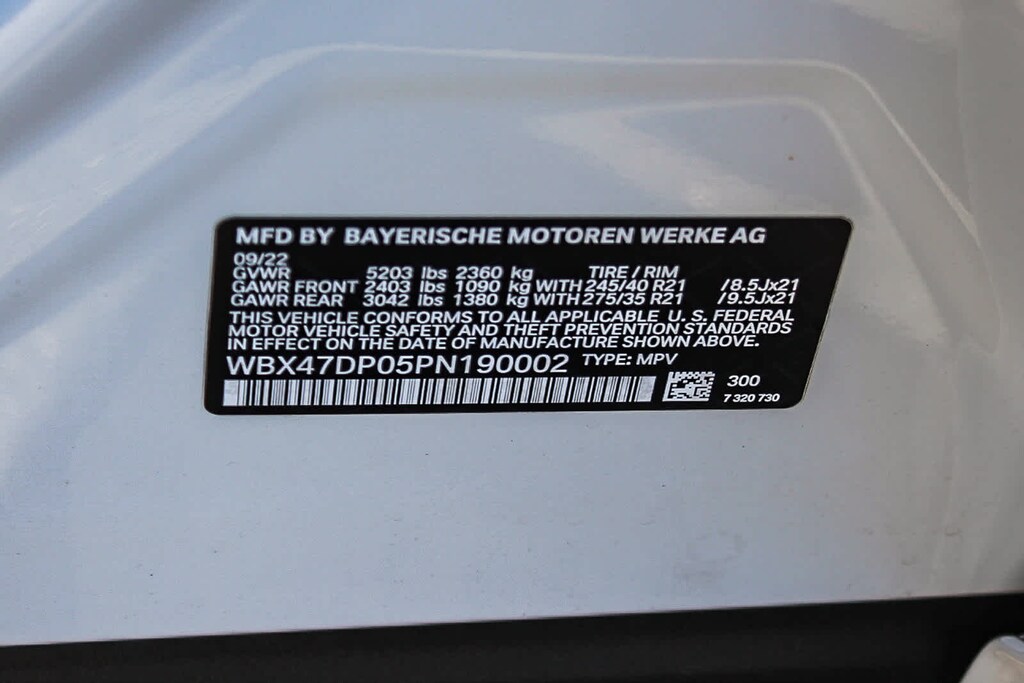 MFD BY BAYERISCHE MOTOREN WERKE AG
09/22
GVWR 5203 lbs 2360 kg TIRE / RIM
GAWR FRONT 2403 lbs 1090 kg WITH 245/40 R21 /8.5Jx21
GAWR REAR 3042 lbs 1380 kg WITH 275/35 R21 /9.5Jx21
THIS VEHICLE CONFORMS TO ALL APPLICABLE U. S. FEDERAL
MOTOR VEHICLE SAFETY AND THEFT PREVENTION STANDARDS
IN EFFECT ON THE DATE OF MANUFACTURE SHOWN ABOVE.
WBX47DP05PN190002 TYPE: MPV
300
7 320 730